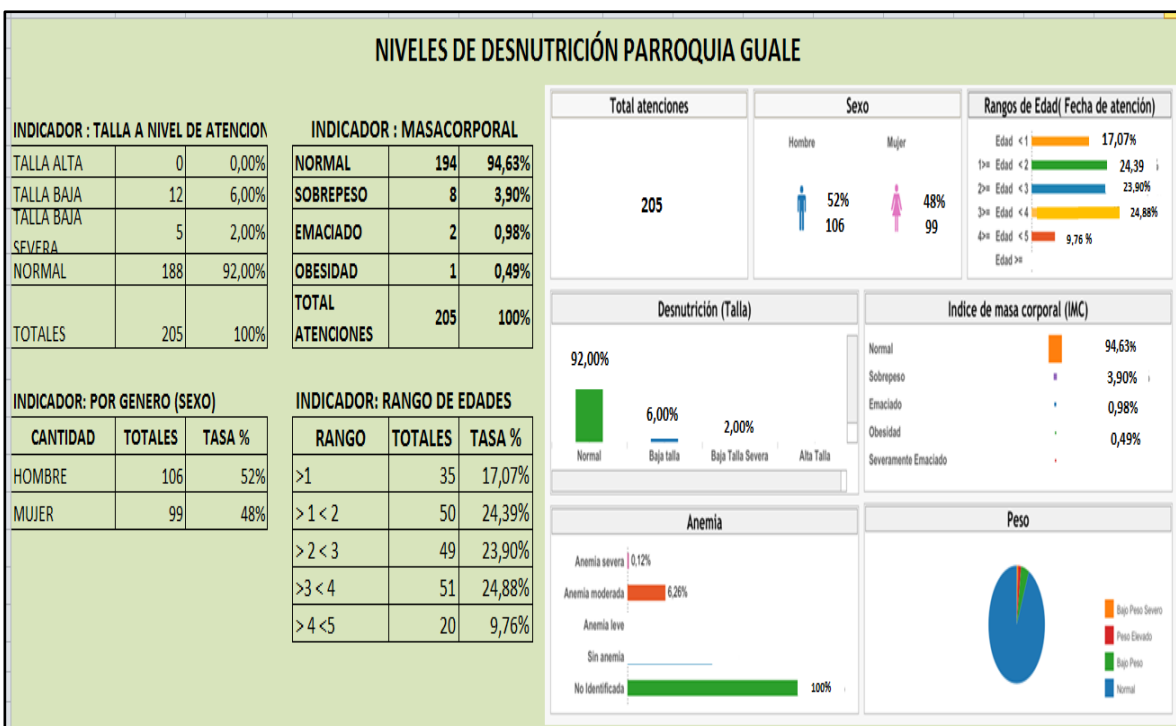 NIVELES DE DESNUTRICIÓN PARROQUIA GUALE
INDICADOR : TALLA A NIVEL DE ATENCION
TALLA ALTA 0 0,00%
TALLA BAJA 12 6,00%
TALLA BAJA SEVERA 5 2,00%
NORMAL 188 92,00%
TOTALES 205 100%
INDICADOR : MASACORPORAL
NORMAL 194 94,63%
SOBREPESO 8 3,90%
EMACIADO 2 0,98%
OBESIDAD 1 0,49%
TOTAL ATENCIONES 205 100%
INDICADOR: POR GENERO (SEXO)
CANTIDAD TOTALES TASA %
HOMBRE 106 52%
MUJER 99 48%
INDICADOR: RANGO DE EDADES
RANGO TOTALES TASA %
>1 35 17,07%
> 1 < 2 50 24,39%
> 2 < 3 49 23,90%
>3 < 4 51 24,88%
> 4 <5 20 9,76%
Total atenciones
205
Sexo
Hombre Mujer
52% 48%
106 99
Rangos de Edad( Fecha de atención)
Edad <1 17,07%
1>= Edad <2 24,39
2>= Edad <3 23,90%
3>= Edad <4 24,88%
4>= Edad <5 9,76 %
Edad >=
Desnutrición (Talla)
92,00% 6,00% 2,00%
Normal Baja talla Baja Talla Severa Alta Talla
Indice de masa corporal (IMC)
Normal 94,63%
Sobrepeso 3,90%
Emaciado 0,98%
Obesidad 0,49%
Severamente Emaciado
Anemia
Anemia severa 0,12%
Anemia moderada 6,26%
Anemia leve
Sin anemia
No Identificada 100%
Peso
Bajo Peso Severo
Peso Elevado
Bajo Peso
Normal